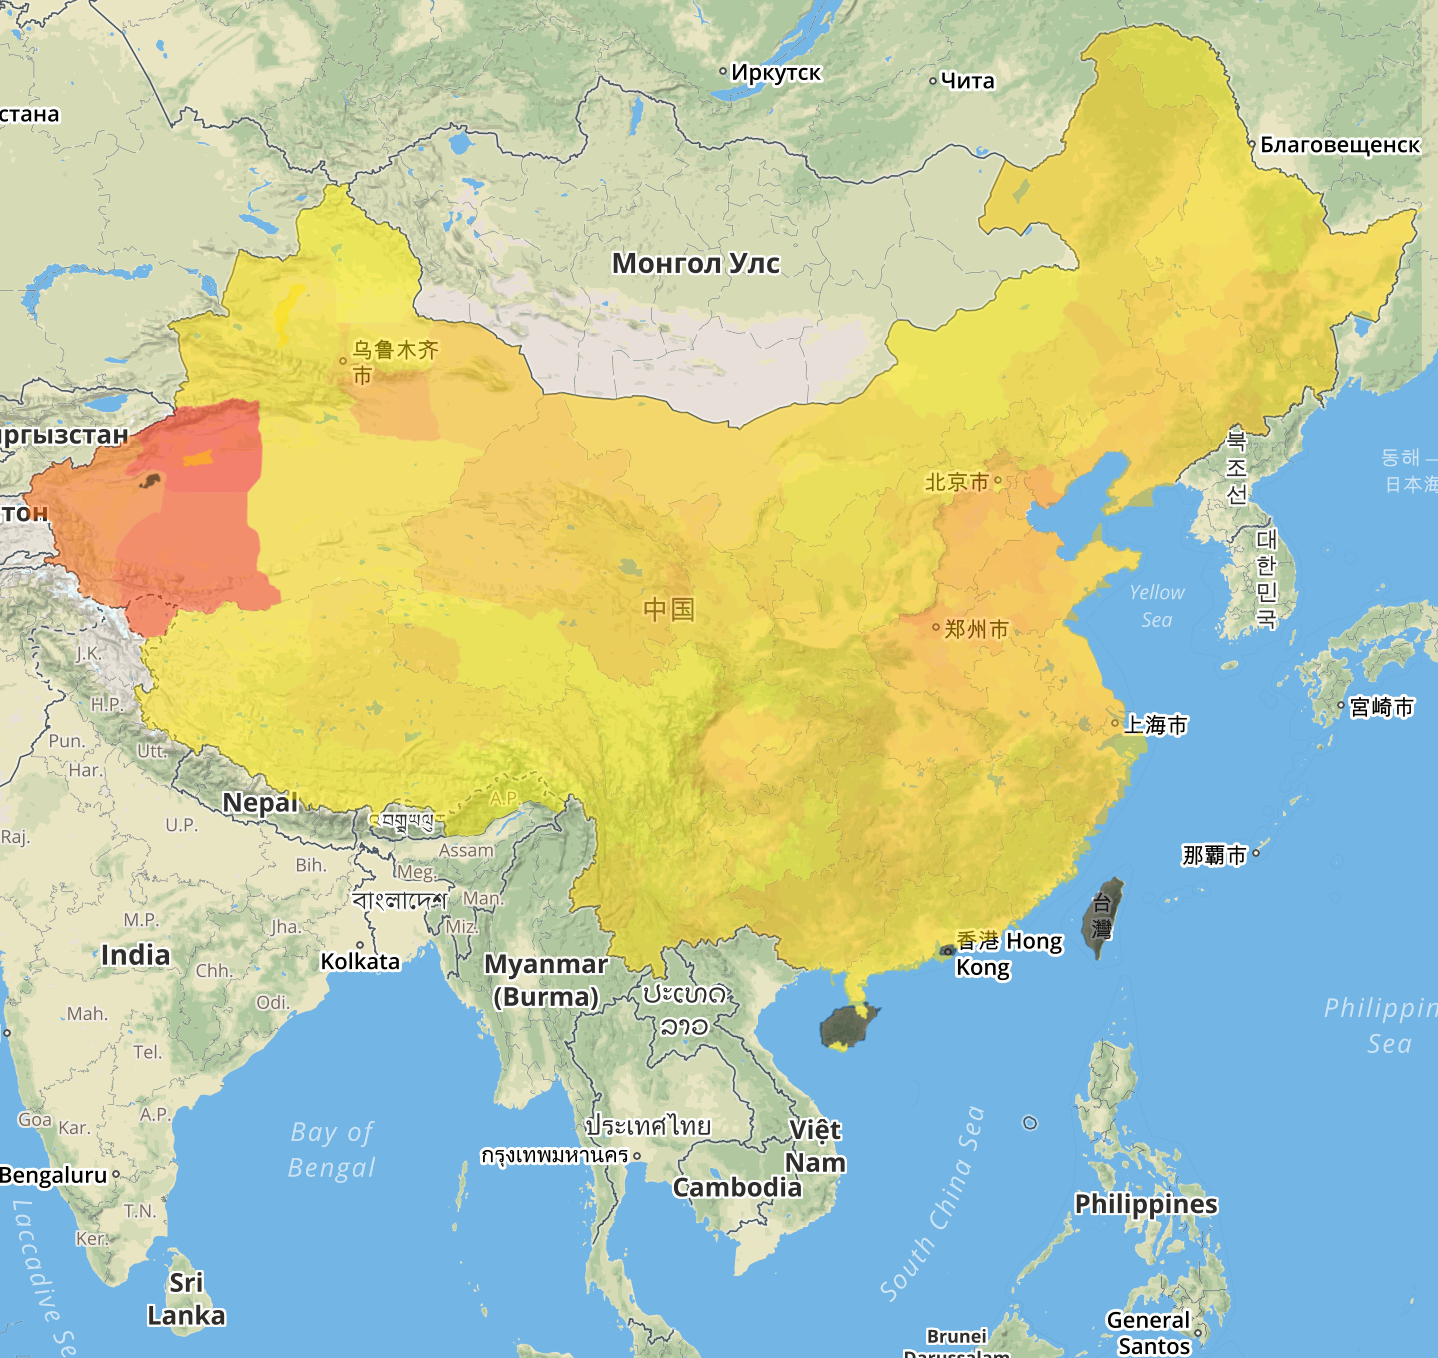 Иркутск
Чита
стана
Благовещенск
Монгол Улс
乌鲁木齐
市
ыргызстан
тон
북
조
선
동해
日本海
北京市
대
한
민
국
Yellow
Sea
中国
郑州市
J.K.
H.P.
宮崎市
上海市
Pun.
Utt.
Har.
Nepal
A.P.
འབྲུག་ཡུལ
U.P.
Raj.
Assam
Bih.
Meg.
那覇市
বাংলাদেশ
Man.
台
灣
M.P.
Jha.
Miz.
India
Kolkata
Chh.
Myanmar
(Burma)
香港 Hong
Kong
Odi.
ປະເທດ
ລາວ
Mah.
Philippin
Sea
Tel.
Goa
Kar.
A.P.
Bay of
Bengal
ประเทศไทย
กรุงเทพมหานคร
Việt
Nam
Bengaluru
Cambodia
South China Sea
T.N.
Ker.
Philippines
Laccadive Se
Sri
Lanka
General
Santos
Brunei
Darussalam